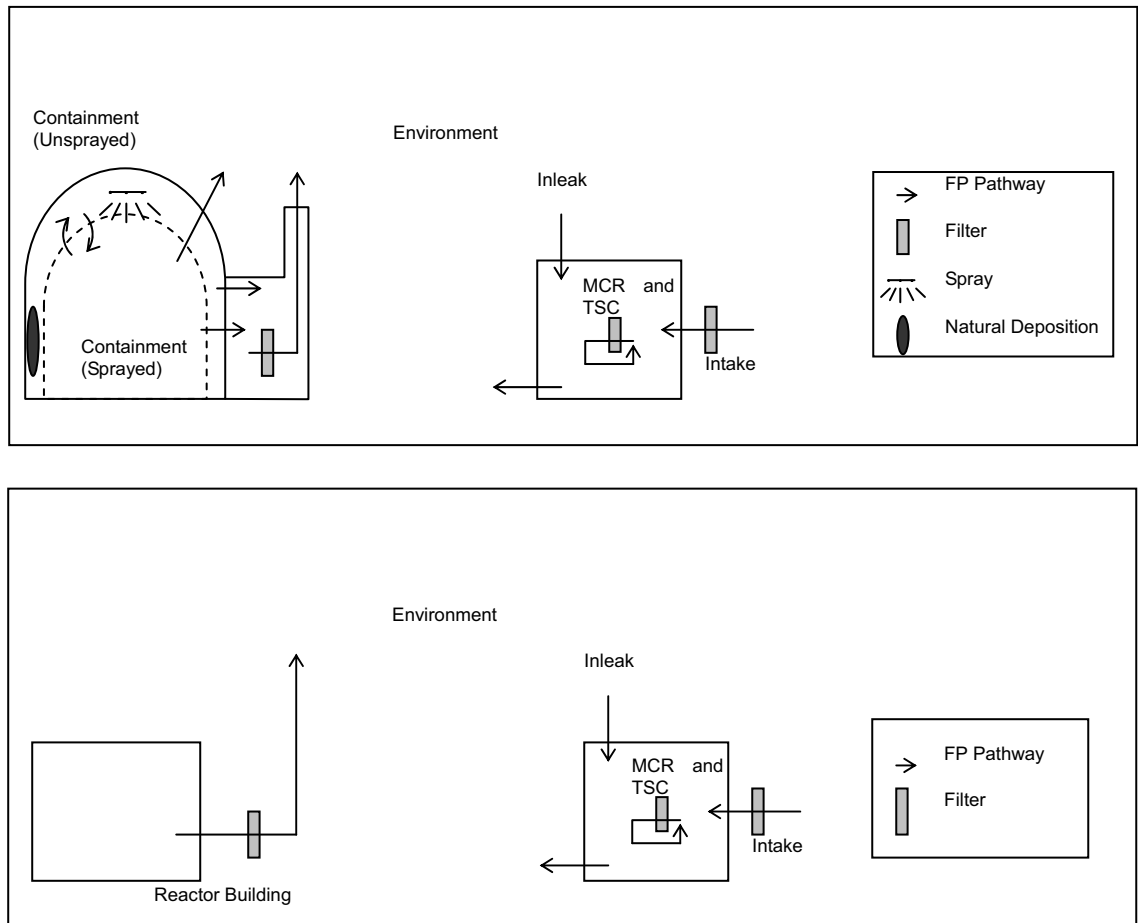 Containment
(Unsprayed)
Environment
Inleak
MCR and
TSC
Intake
Containment
(Sprayed)
FP Pathway
Filter
Spray
Natural Deposition
Environment
Inleak
MCR and
TSC
Intake
Reactor Building
FP Pathway
Filter